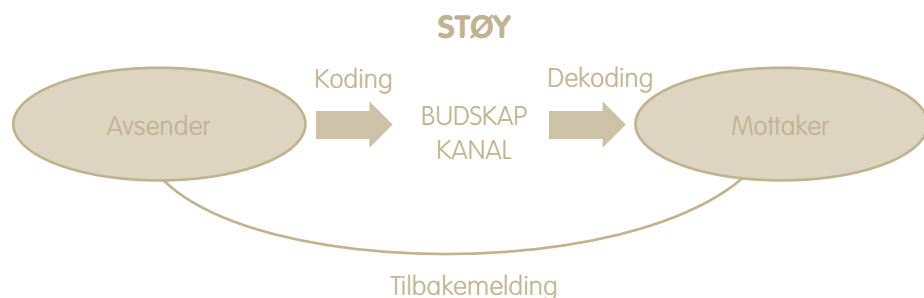 STØY
Koding
Dekoding
Avsender
BUDSKAP
KANAL
Mottaker
Tilbakemelding